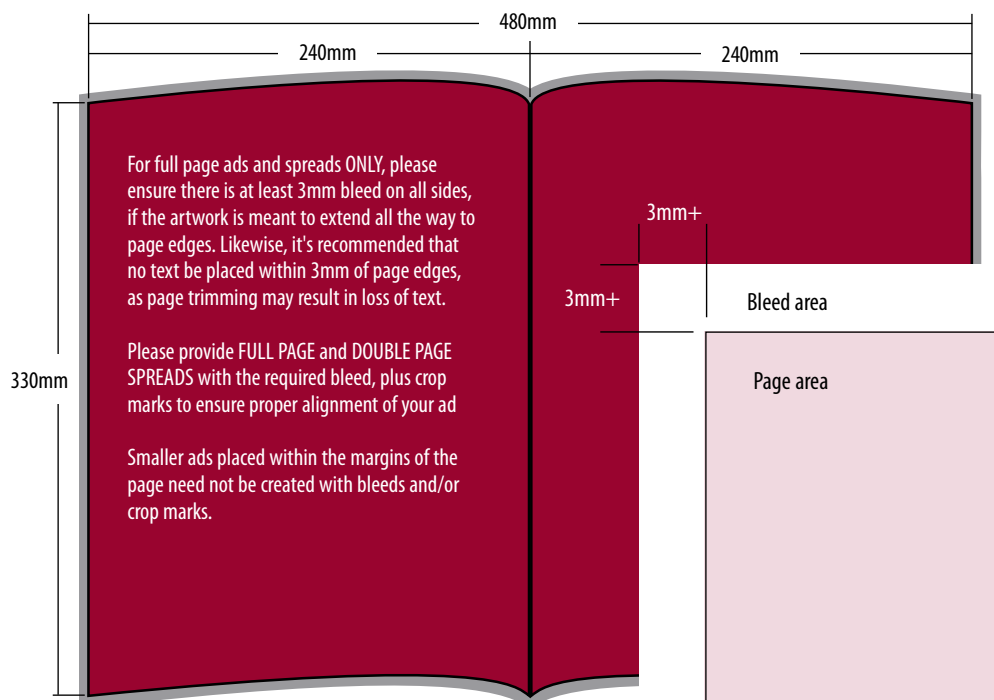 480mm
240mm
240mm
For full page ads and spreads ONLY, please
ensure there is at least 3mm bleed on all sides,
if the artwork is meant to extend all the way to
page edges. Likewise, it's recommended that
no text be placed within 3mm of page edges,
as page trimming may result in loss of text.
Please provide FULL PAGE and DOUBLE PAGE
SPREADS with the required bleed, plus crop
marks to ensure proper alignment of your ad
Smaller ads placed within the margins of the
page need not be created with bleeds and/or
crop marks.
330mm
3mm+
3mm+
Bleed area
Page area